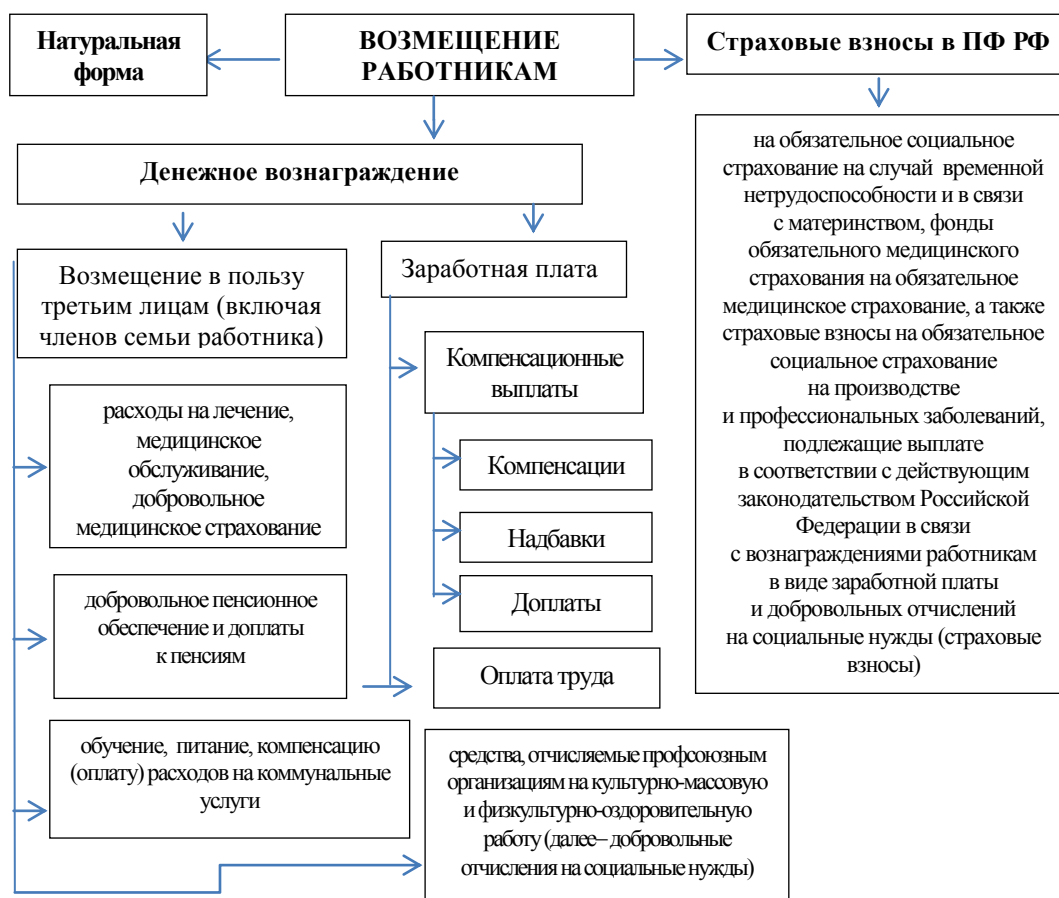 Натуральная
форма
ВОЗМЕЩЕНИЕ
РАБОТНИКАМ
Страховые взносы в ПФ РФ
Денежное вознаграждение
Возмещение в пользу
третьим лицам (включая
членов семьи работника)
расходы на лечение,
медицинское
обслуживание,
добровольное
медицинское страхование
добровольное пенсионное
обеспечение и доплаты
к пенсиям
обучение, питание, компенсацию
(оплату) расходов на коммунальные
услуги
Заработная плата
Компенсационные
выплаты
Компенсации
Надбавки
Доплаты
Оплата труда
средства, отчисляемые профсоюзным
организациям на культурно-массовую
и физкультурно-оздоровительную
работу (далее– добровольные
отчисления на социальные нужды)
на обязательное социальное
страхование на случай временной
нетрудоспособности и в связи
с материнством, фонды
обязательного медицинского
страхования на обязательное
медицинское страхование, а также
страховые взносы на обязательное
социальное страхование
на производстве
и профессиональных заболеваний,
подлежащие выплате
в соответствии с действующим
законодательством Российской
Федерации в связи
с вознаграждениями работникам
в виде заработной платы
и добровольных отчислений
на социальные нужды (страховые
взносы)